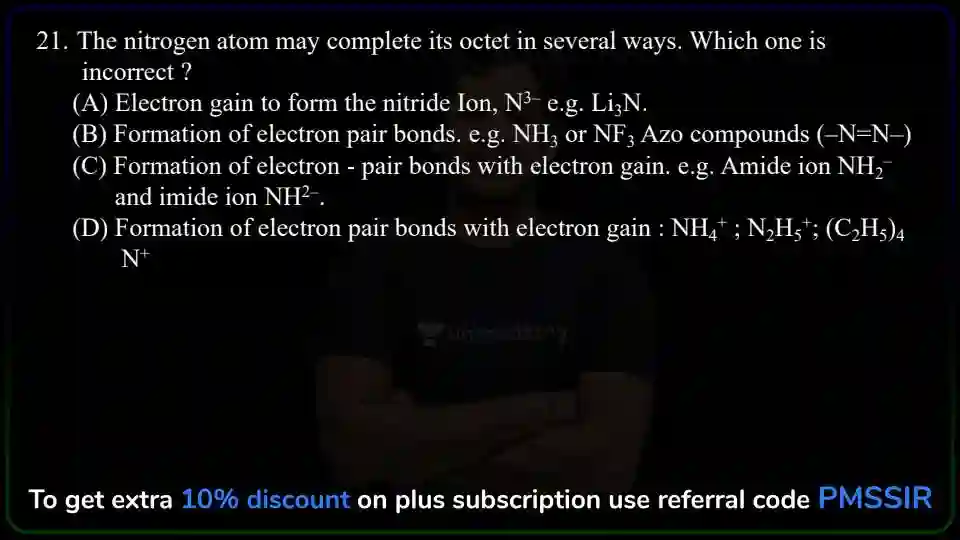 21. The nitrogen atom may complete its octet in several ways. Which one is
incorrect ?
(A) Electron gain to form the nitride Ion, N³⁻ e.g. Li₃N.
(B) Formation of electron pair bonds. e.g. NH₃ or NF₃ Azo compounds (–N=N–)
(C) Formation of electron - pair bonds with electron gain. e.g. Amide ion NH₂⁻
and imide ion NH²⁻.
(D) Formation of electron pair bonds with electron gain : NH₄⁺ ; N₂H₅⁺; (C₂H₅)₄
N⁺
To get extra 10% discount on plus subscription use referral code PMSSIR